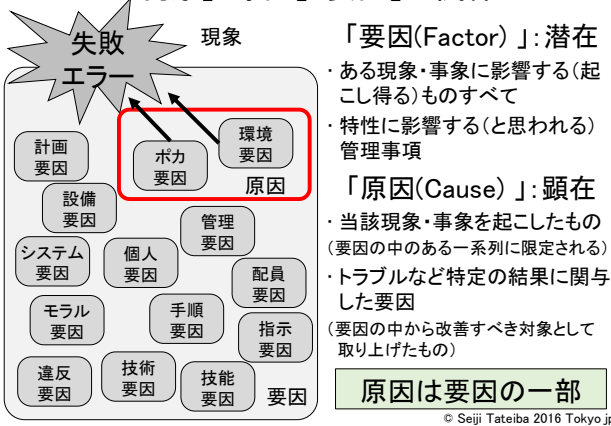 失敗
エラー
現象
ポカ
要因
環境
要因
原因
計画
要因
設備
要因
管理
要因
システム
要因
個人
要因
配員
要因
モラル
要因
手順
要因
指示
要因
違反
要因
技術
要因
技能
要因
要因
「要因(Factor) 」:潜在
・ある現象・事象に影響する(起
こし得る)ものすべて
・特性に影響する(と思われる)
管理事項
「原因(Cause) 」:顕在
・当該現象・事象を起こしたもの
(要因の中のある一系列に限定される)
・トラブルなど特定の結果に関与
した要因
(要因の中から改善すべき対象として
取り上げたもの)
原因は要因の一部
© Seiji Tateiba 2016 Tokyo jp